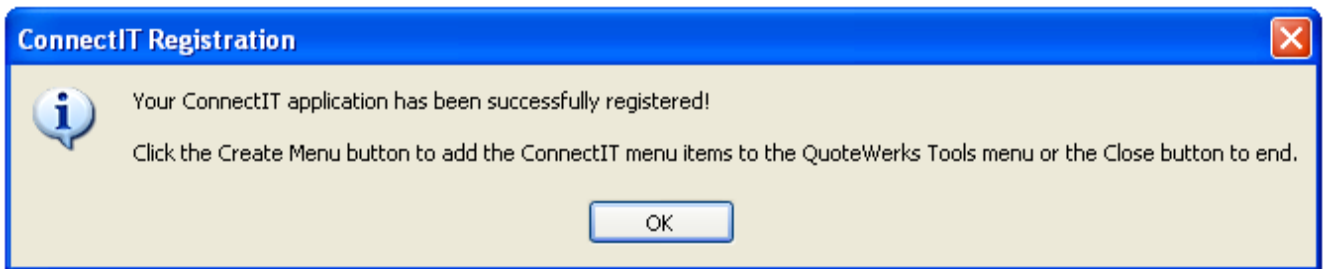 ConnectIT Registration
Your ConnectIT application has been successfully registered!
Click the Create Menu button to add the ConnectIT menu items to the QuoteWerks Tools menu or the Close button to end.
OK